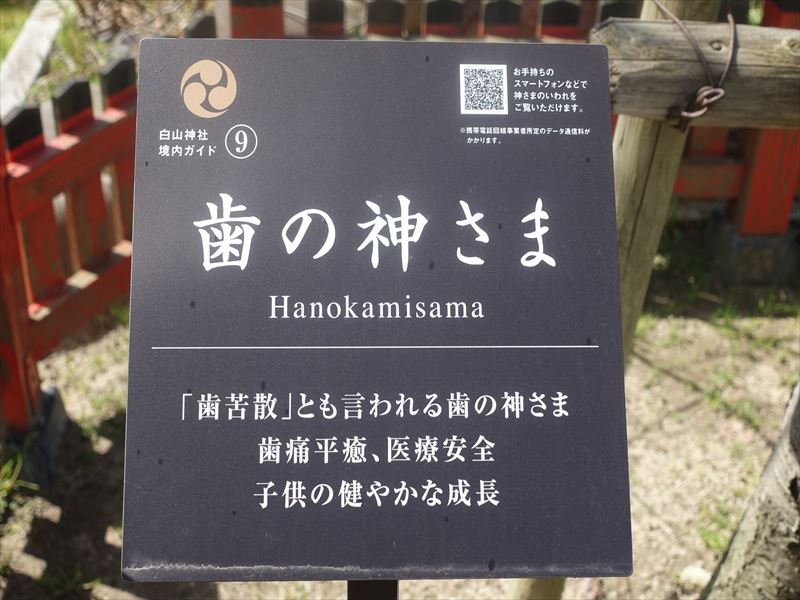 白山神社
境内ガイド
⑨
お手持ちの
スマートフォンなどで
神さまのいわれを
ご覧いただけます。
※携帯電話回線事業者所定のデータ通信料が
かかります。
歯の神さま
Hanokamisama
「歯苦散」とも言われる歯の神さま
歯痛平癒、医療安全
子供の健やかな成長